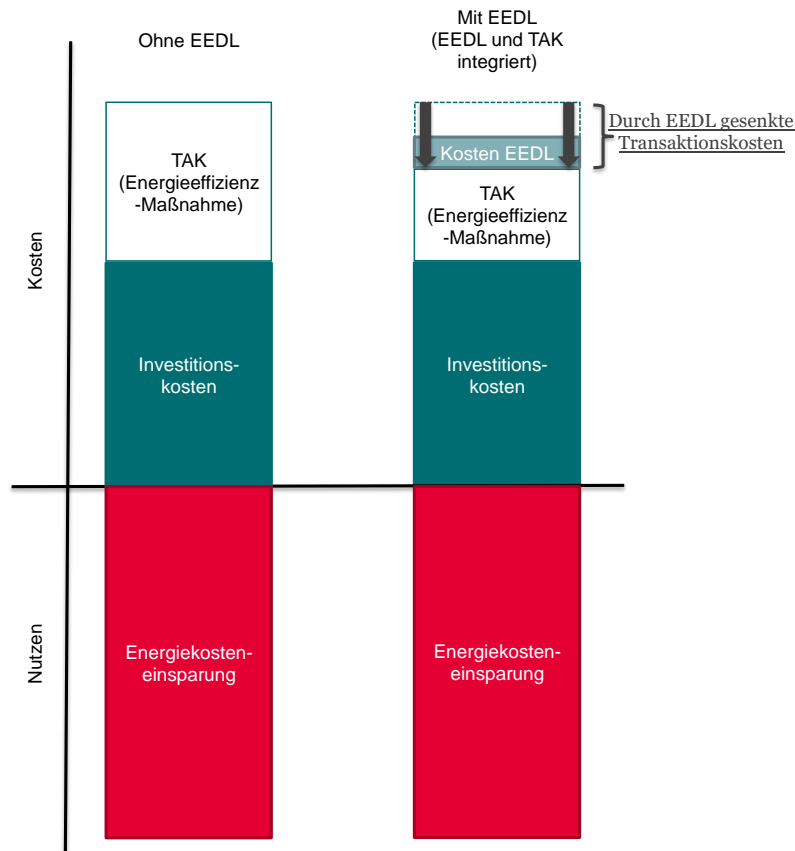 Ohne EEDL
Mit EEDL
(EEDL und TAK
integriert)
Kosten
TAK
(Energieeffizienz
-Maßnahme)
Kosten EEDL
TAK
(Energieeffizienz
-Maßnahme)
Durch EEDL gesenkte
Transaktionskosten
Investitions-
kosten
Investitions-
kosten
Nutzen
Energiekosten-
einsparung
Energiekosten-
einsparung